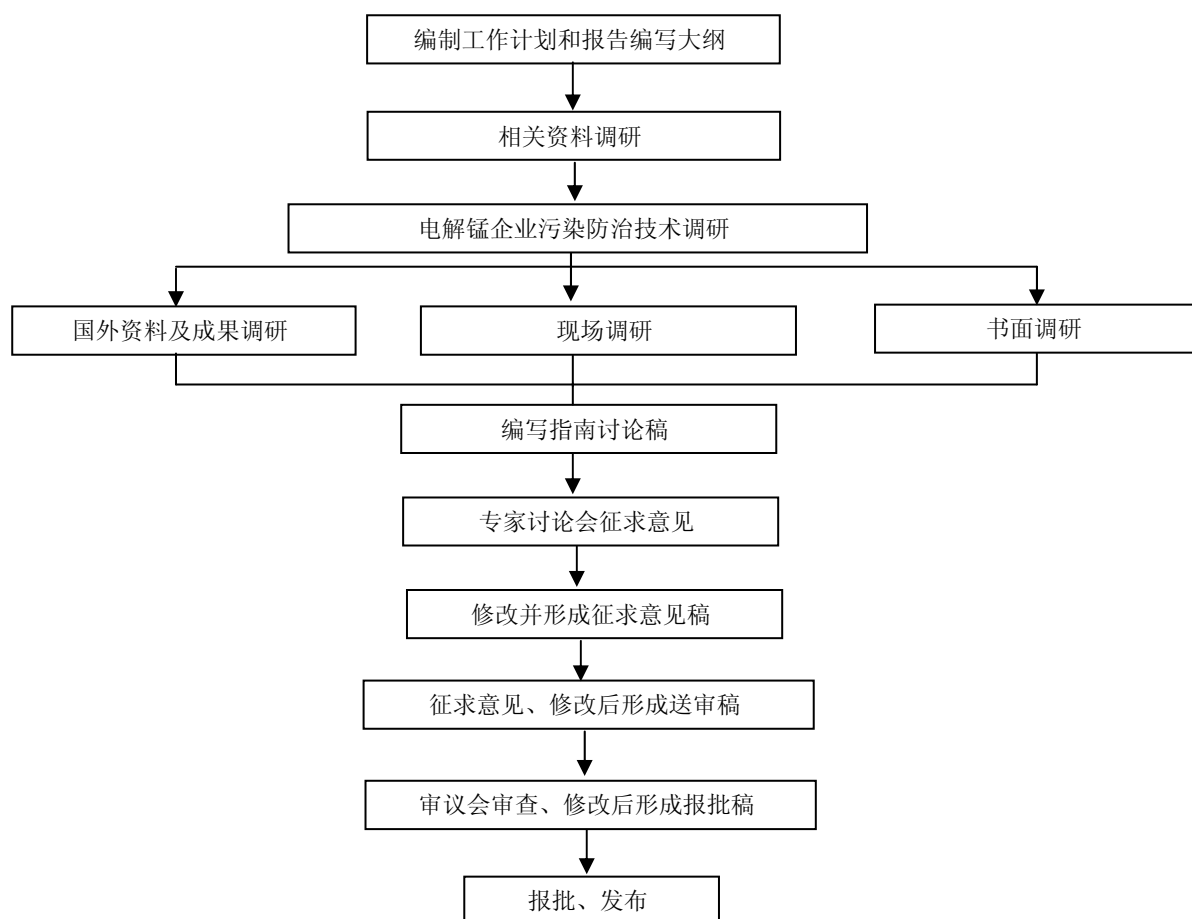 编制工作计划和报告编写大纲
相关资料调研
电解锰企业污染防治技术调研
国外资料及成果调研
现场调研
书面调研
编写指南讨论稿
专家讨论会征求意见
修改并形成征求意见稿
征求意见、修改后形成送审稿
审议会审查、修改后形成报批稿
报批、发布